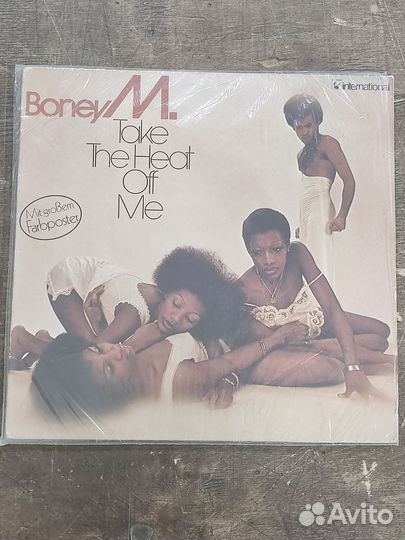 Boney M.
Take
The Heat
Off
Me
international
Mit großem
Farbposter
Avito